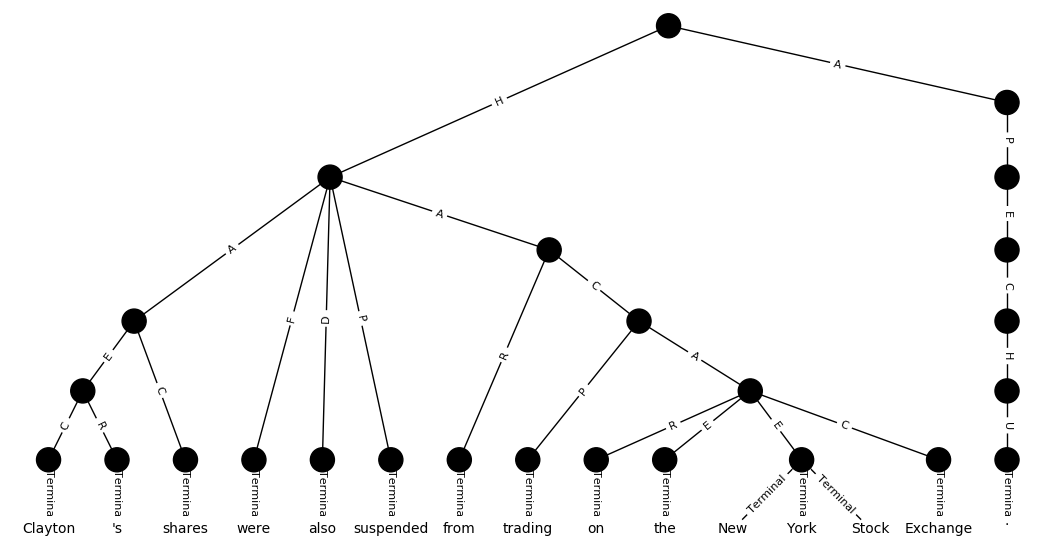 H A
P
A F D P A E
R C C
E C P A H
C R R E E C U
Termina Termina Termina Termina Termina Termina Termina Termina Termina Termina Terminal Termina Terminal Termina Termina
Clayton 's shares were also suspended from trading on the New York Stock Exchange .